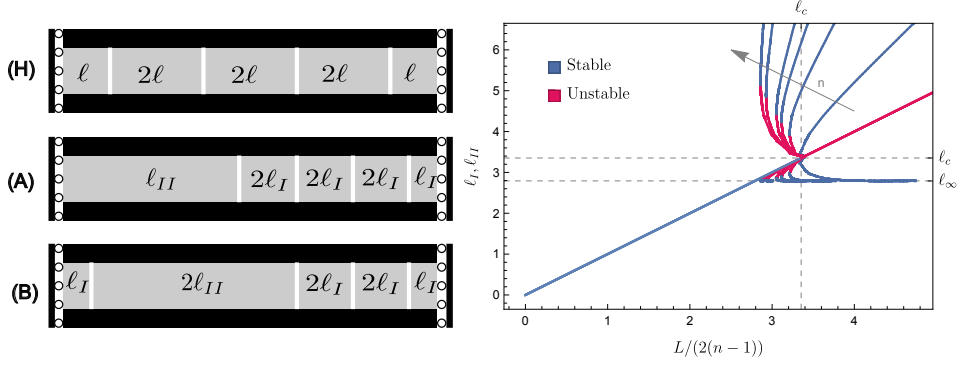 (H) ℓ 2ℓ 2ℓ 2ℓ ℓ
(A) ℓ_II 2ℓ_I 2ℓ_I 2ℓ_I ℓ_I
(B) ℓ_I 2ℓ_II 2ℓ_I 2ℓ_I ℓ_I
ℓ_c
6
5
4
3
2
1
0
ℓ_I, ℓ_II
Stable
Unstable
n
ℓ_c
ℓ_∞
0 1 2 3 4
L/(2(n − 1))